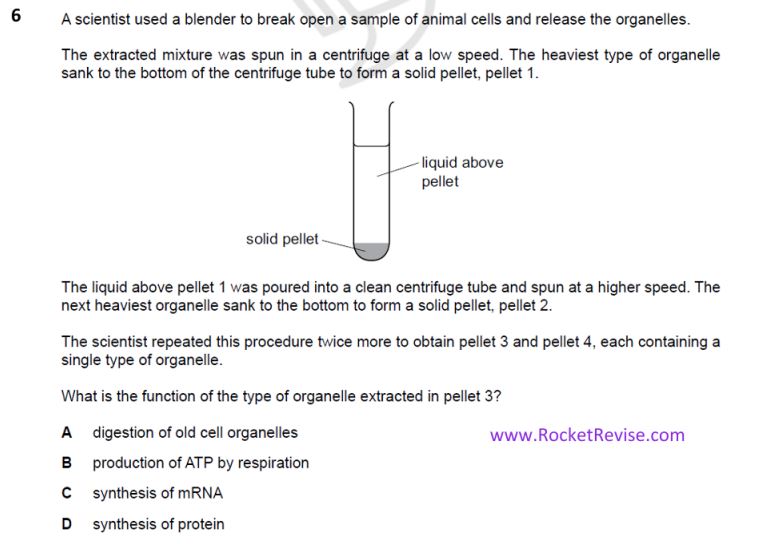 6 A scientist used a blender to break open a sample of animal cells and release the organelles.
The extracted mixture was spun in a centrifuge at a low speed. The heaviest type of organelle
sank to the bottom of the centrifuge tube to form a solid pellet, pellet 1.
liquid above
pellet
solid pellet
The liquid above pellet 1 was poured into a clean centrifuge tube and spun at a higher speed. The
next heaviest organelle sank to the bottom to form a solid pellet, pellet 2.
The scientist repeated this procedure twice more to obtain pellet 3 and pellet 4, each containing a
single type of organelle.
What is the function of the type of organelle extracted in pellet 3?
A digestion of old cell organelles
www.RocketRevise.com
B production of ATP by respiration
C synthesis of mRNA
D synthesis of protein